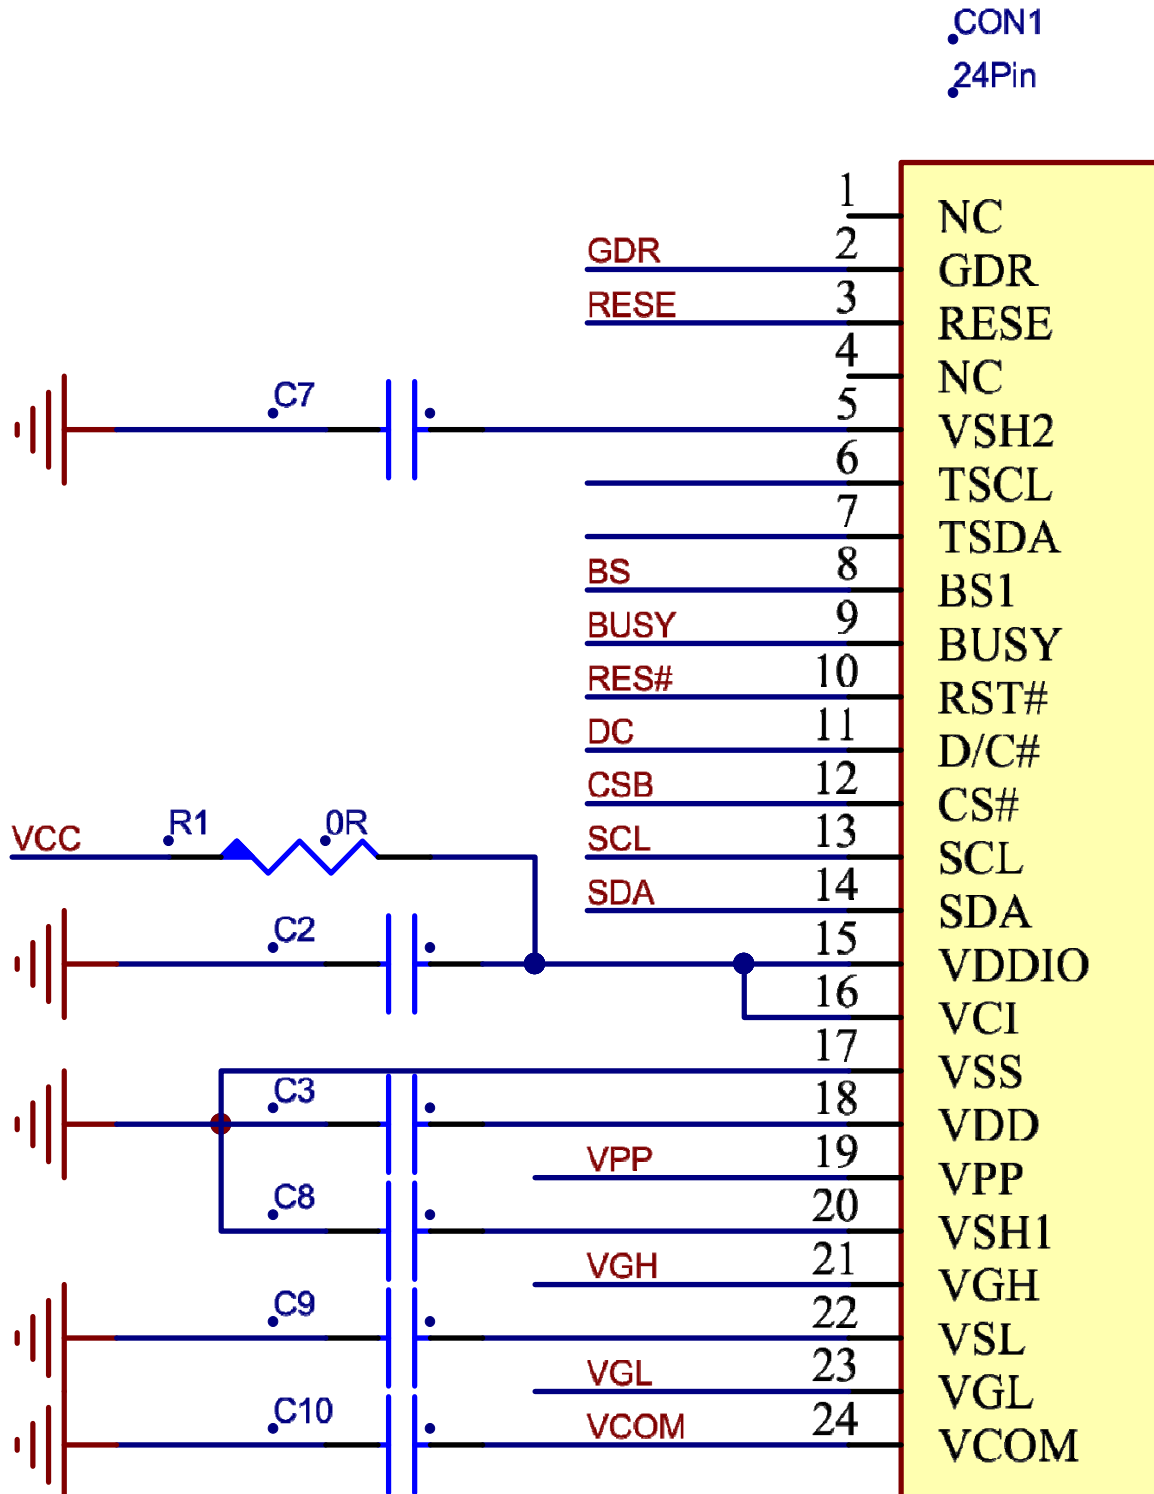 CON1
24Pin
1 NC
GDR 2 GDR
RESE 3 RESE
4 NC
C7 5 VSH2
6 TSCL
7 TSDA
BS 8 BS1
BUSY 9 BUSY
RES# 10 RST#
DC 11 D/C#
CSB 12 CS#
VCC R1 0R SCL 13 SCL
SDA 14 SDA
C2 15 VDDIO
16 VCI
17 VSS
C3 18 VDD
VPP 19 VPP
C8 20 VSH1
VGH 21 VGH
C9 22 VSL
VGL 23 VGL
C10 VCOM 24 VCOM